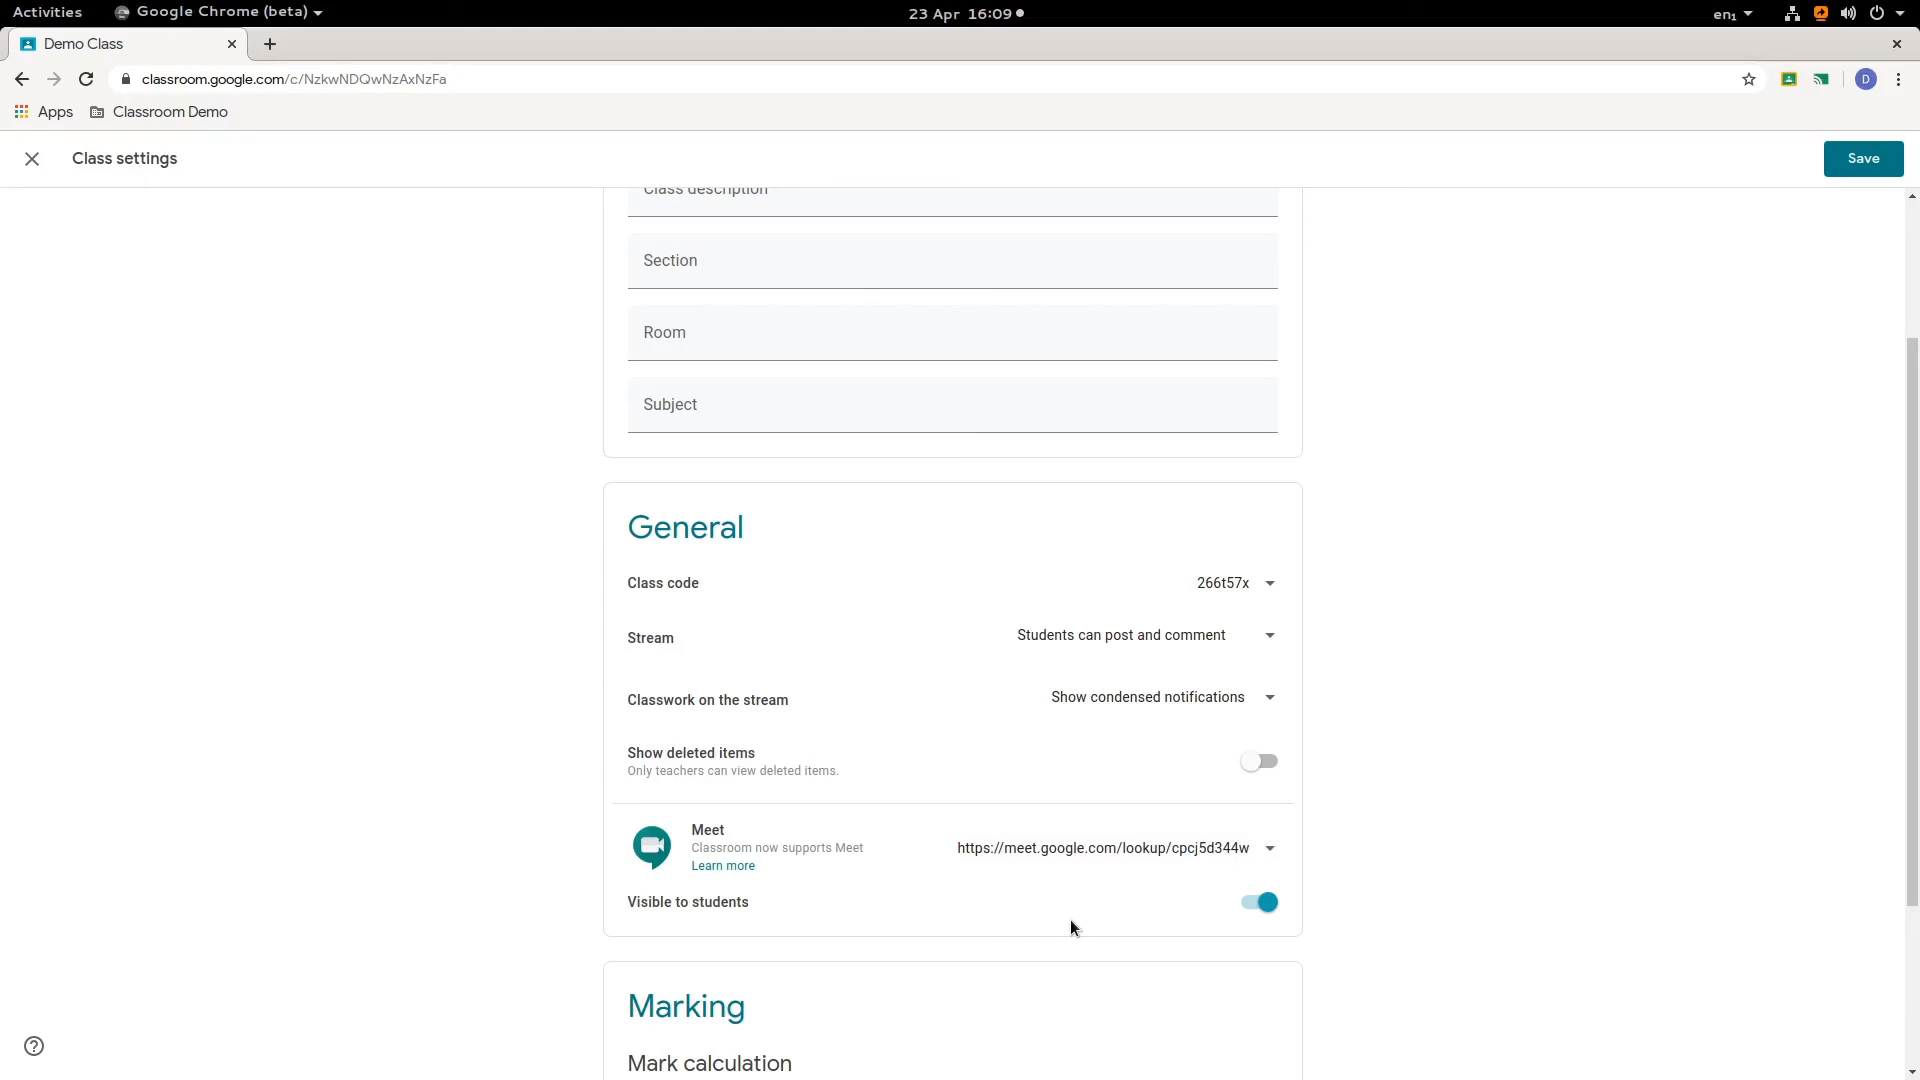 Activities
Google Chrome (beta)
23 Apr 16:09
en₁
Demo Class
classroom.google.com/c/NzkwNDQwNzAxNzFa
D
Apps
Classroom Demo
Class settings
Save
Class description
Section
Room
Subject
General
Class code
266t57x
Stream
Students can post and comment
Classwork on the stream
Show condensed notifications
Show deleted items
Only teachers can view deleted items.
Meet
Classroom now supports Meet
https://meet.google.com/lookup/cpcj5d344w
Learn more
Visible to students
Marking
Mark calculation